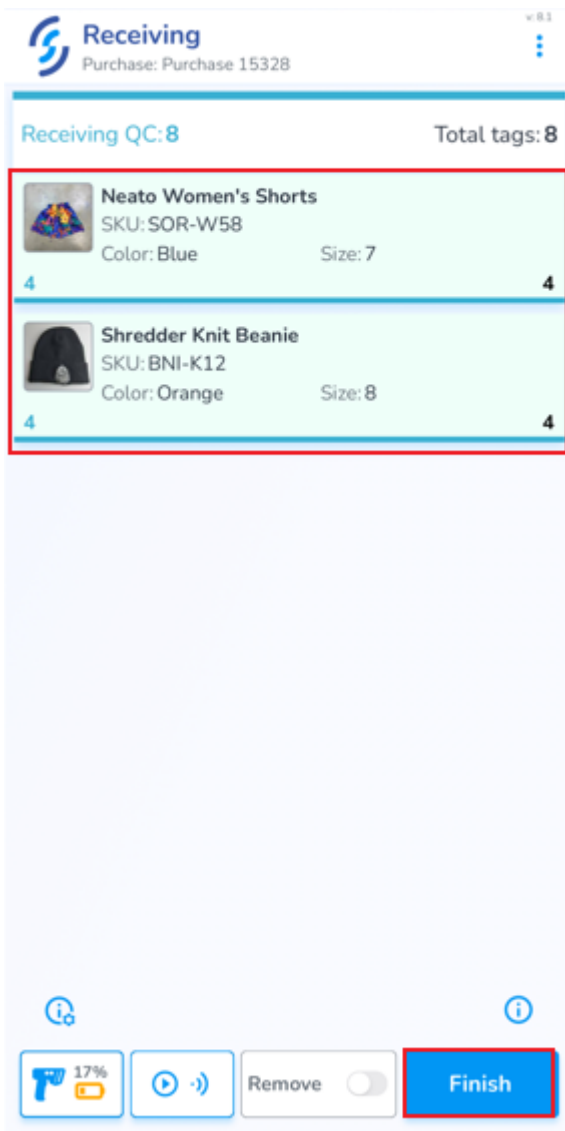 v: 8.1
Receiving
Purchase: Purchase 15328
Receiving QC: 8 Total tags: 8
Neato Women's Shorts
SKU: SOR-W58
Color: Blue Size: 7
4 4
Shredder Knit Beanie
SKU: BNI-K12
Color: Orange Size: 8
4 4
17%
Remove
Finish